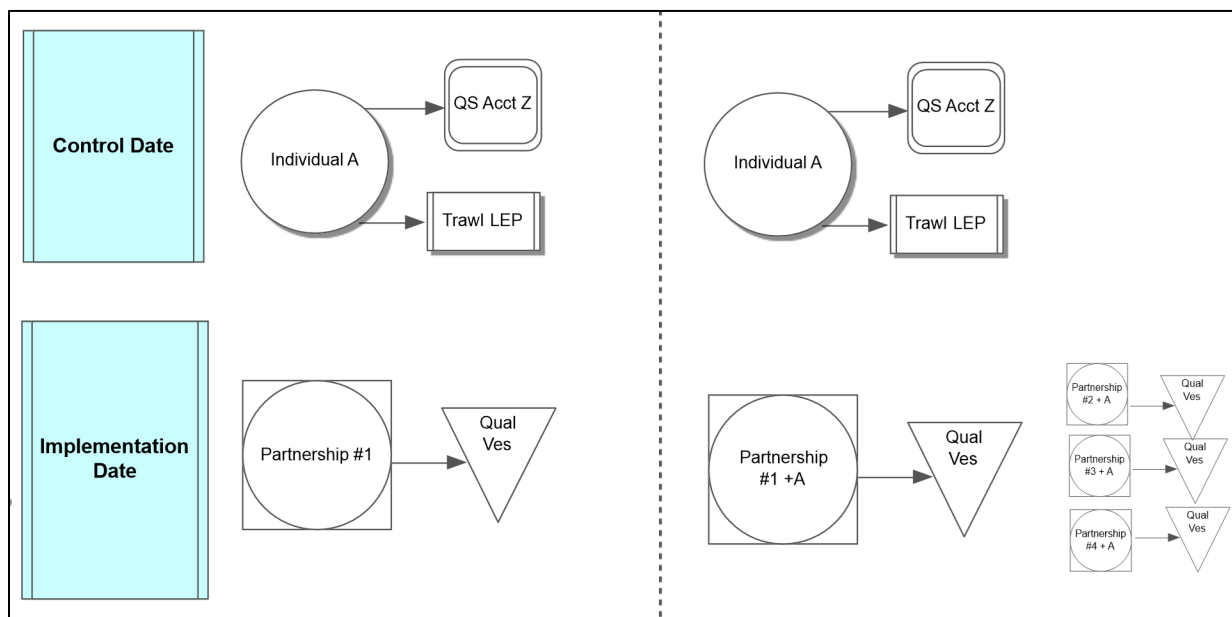 Control Date
Individual A
QS Acct Z
Trawl LEP
Individual A
QS Acct Z
Trawl LEP
Implementation
Date
Partnership #1
Qual
Ves
Partnership
#1 +A
Qual
Ves
Partnership
#2 + A
Qual
Ves
Partnership
#3 + A
Qual
Ves
Partnership
#4 + A
Qual
Ves